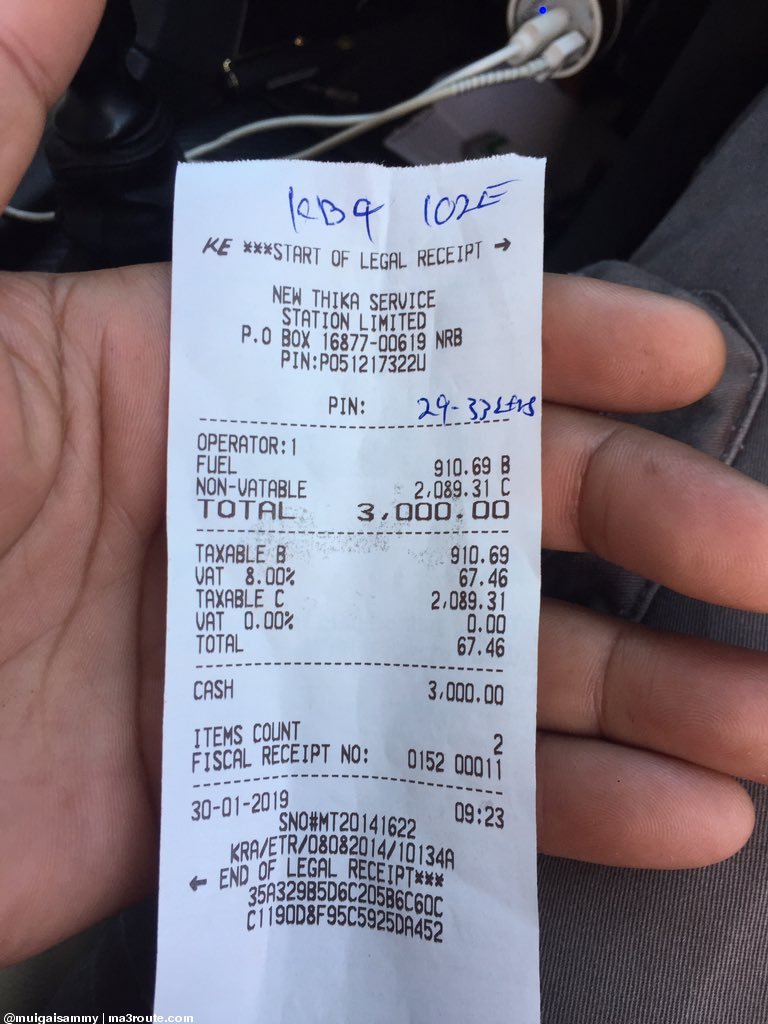 KBQ 102E
KE ***START OF LEGAL RECEIPT →
NEW THIKA SERVICE
STATION LIMITED
P.O BOX 16877-00619 NRB
PIN:P051217322U
PIN: 29-33Ltrs
OPERATOR:1
FUEL 910.69 B
NON-VATABLE 2,089.31 C
TOTAL 3,000.00
TAXABLE B 910.69
VAT 8.00% 67.46
TAXABLE C 2,089.31
VAT 0.00% 0.00
TOTAL 67.46
CASH 3,000.00
ITEMS COUNT 2
FISCAL RECEIPT NO: 0152 00011
30-01-2019 09:23
SNO#MT20141622
KRA/ETR/08082014/10134A
← END OF LEGAL RECEIPT***
35A329B5D6C205B6C60C
C1190D8F95C5925DA452
@muigaisammy | ma3route.com